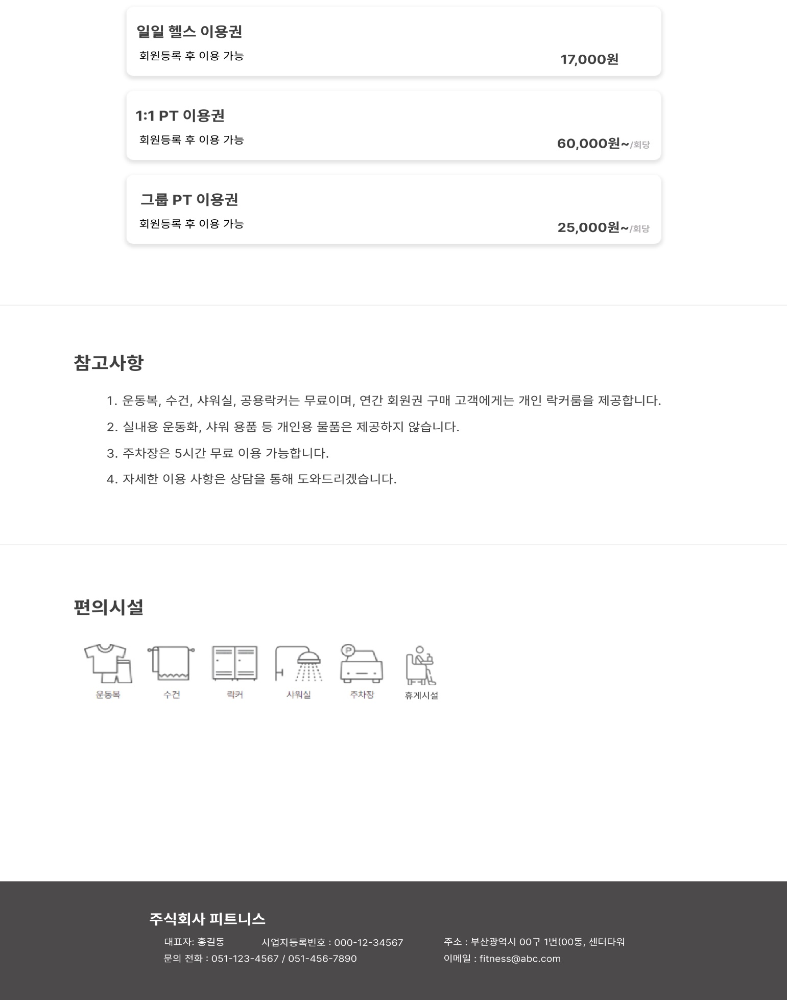 일일 헬스 이용권
회원등록 후 이용 가능
17,000원
1:1 PT 이용권
회원등록 후 이용 가능
60,000원~/회당
그룹 PT 이용권
회원등록 후 이용 가능
25,000원~/회당
참고사항
1. 운동복, 수건, 샤워실, 공용락커는 무료이며, 연간 회원권 구매 고객에게는 개인 락커룸을 제공합니다.
2. 실내용 운동화, 샤워 용품 등 개인용 물품은 제공하지 않습니다.
3. 주차장은 5시간 무료 이용 가능합니다.
4. 자세한 이용 사항은 상담을 통해 도와드리겠습니다.
편의시설
P
운동복 수건 락커 샤워실 주차장 휴게시설
주식회사 피트니스
대표자: 홍길동 사업자등록번호 : 000-12-34567 주소 : 부산광역시 00구 1번(00동, 센터타워
문의 전화 : 051-123-4567 / 051-456-7890 이메일 : fitness@abc.com